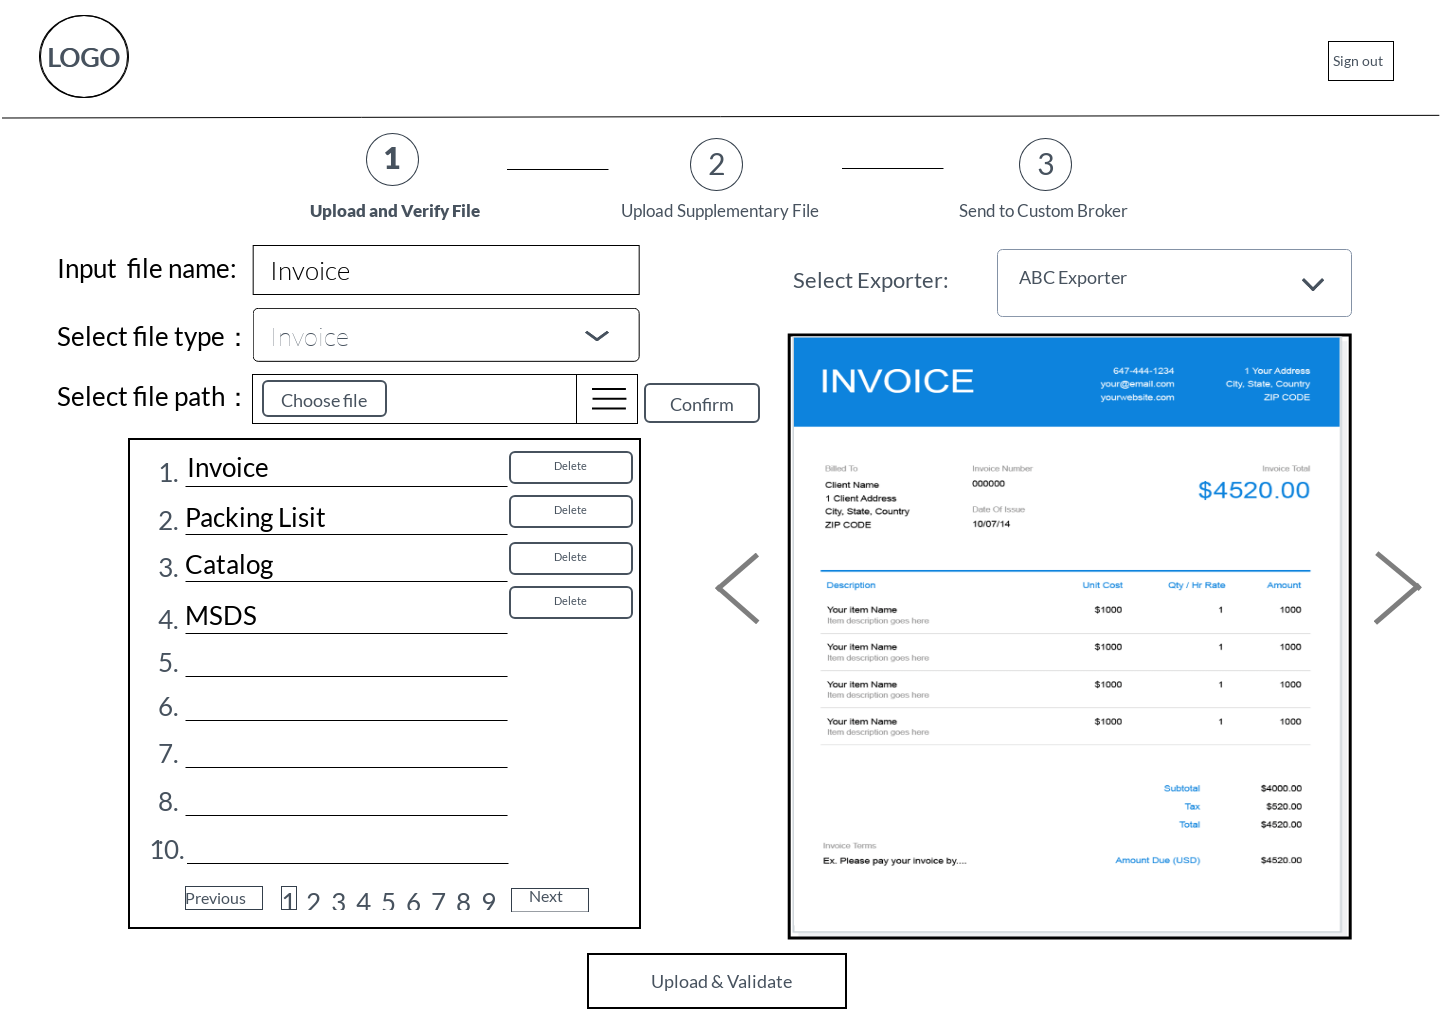 LOGO
Sign out
1
2
3
Upload and Verify File
Upload Supplementary File
Send to Custom Broker
Input file name:
Invoice
Select file type :
Invoice
Select file path :
Choose file
Confirm
1. Invoice
Delete
2. Packing Lisit
Delete
3. Catalog
Delete
4. MSDS
Delete
5.
6.
7.
8.
10.
Previous 1 2 3 4 5 6 7 8 9 Next
Select Exporter:
ABC Exporter
INVOICE
647-444-1234
your@email.com
yourwebsite.com
1 Your Address
City, State, Country
ZIP CODE
Billed To
Client Name
1 Client Address
City, State, Country
ZIP CODE
Invoice Number
000000
Date Of Issue
10/07/14
Invoice Total
$4520.00
Description Unit Cost Qty / Hr Rate Amount
Your item Name $1000 1 1000
Item description goes here
Your item Name $1000 1 1000
Item description goes here
Your item Name $1000 1 1000
Item description goes here
Your item Name $1000 1 1000
Item description goes here
Subtotal $4000.00
Tax $520.00
Total $4520.00
Invoice Terms
Ex. Please pay your invoice by....
Amount Due (USD) $4520.00
Upload & Validate